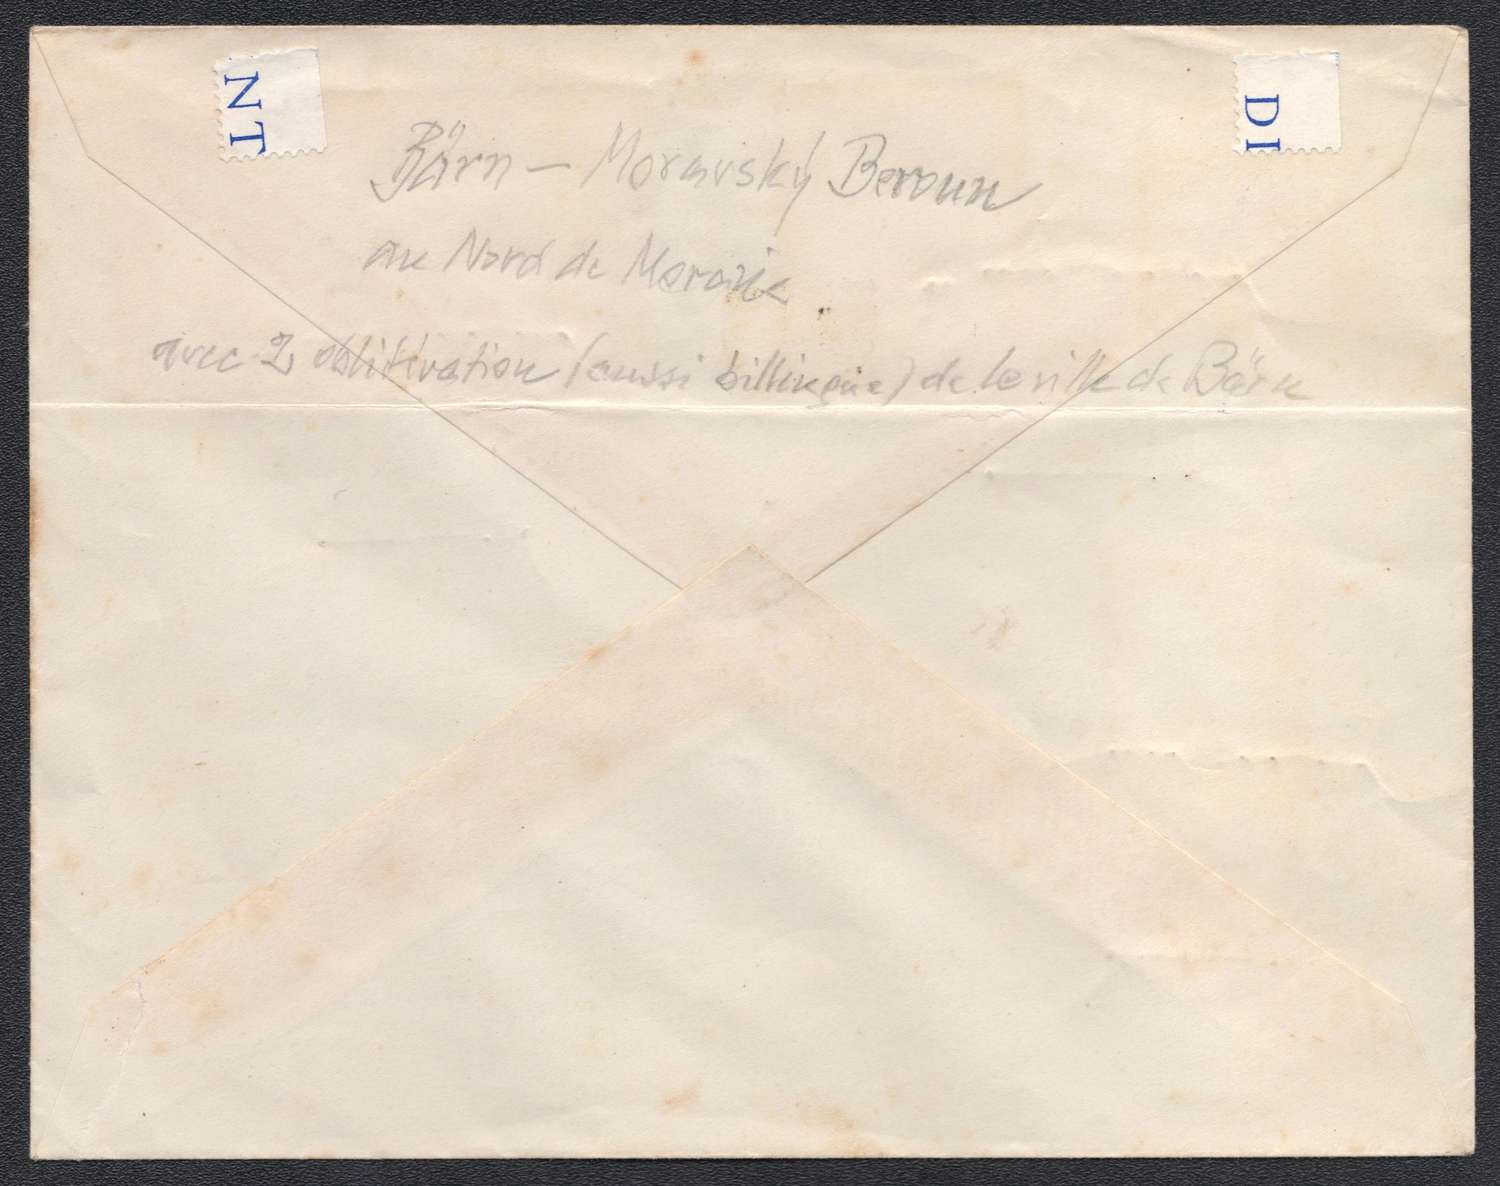 NT
DI
Bärn – Moravský Beroun
au Nord de Moravie
avec 2 oblitération (aussi billingue) de la ville de Bärn